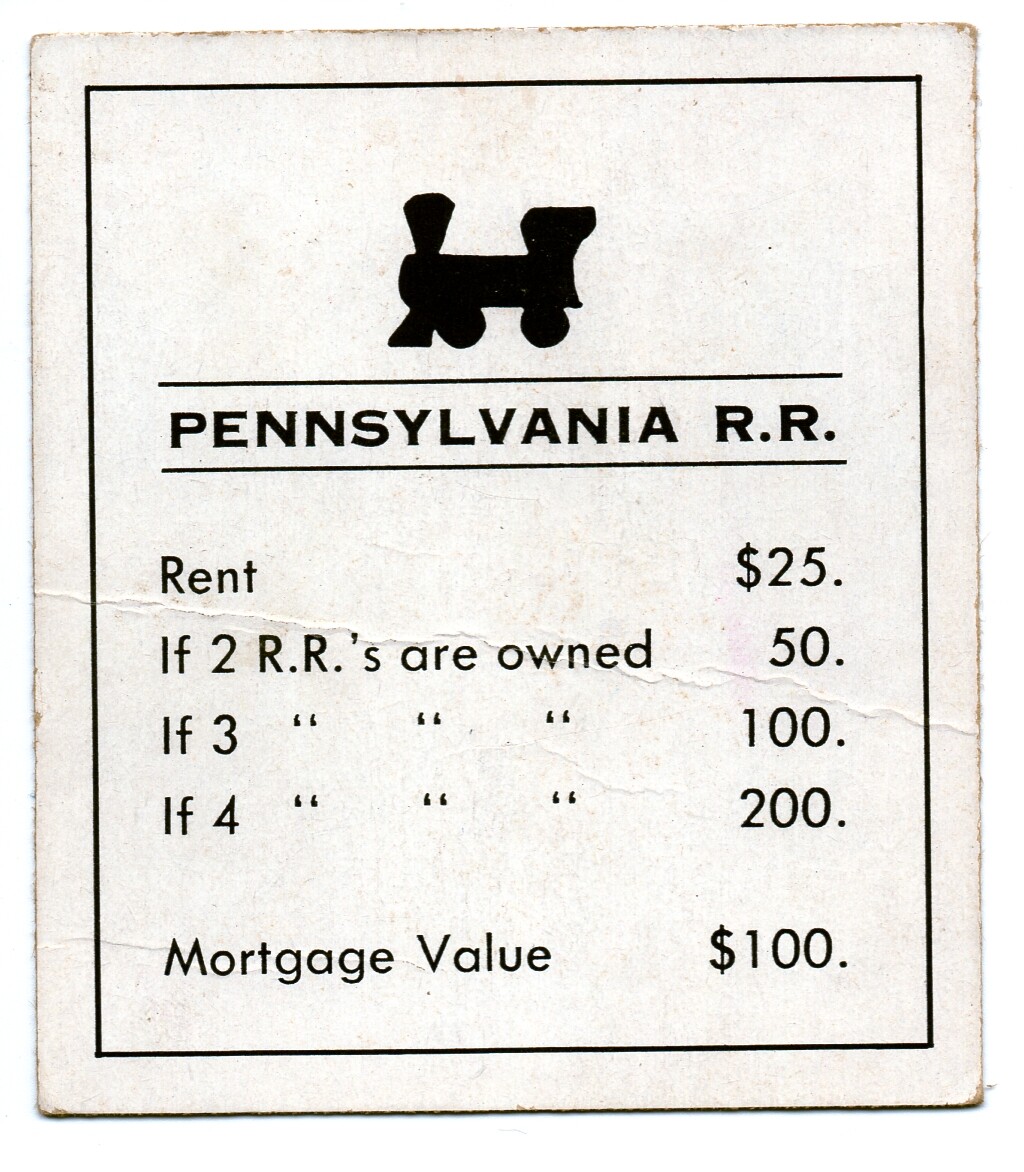 PENNSYLVANIA R.R.
Rent $25.
If 2 R.R.'s are owned 50.
If 3 “ “ “ 100.
If 4 “ “ “ 200.
Mortgage Value $100.